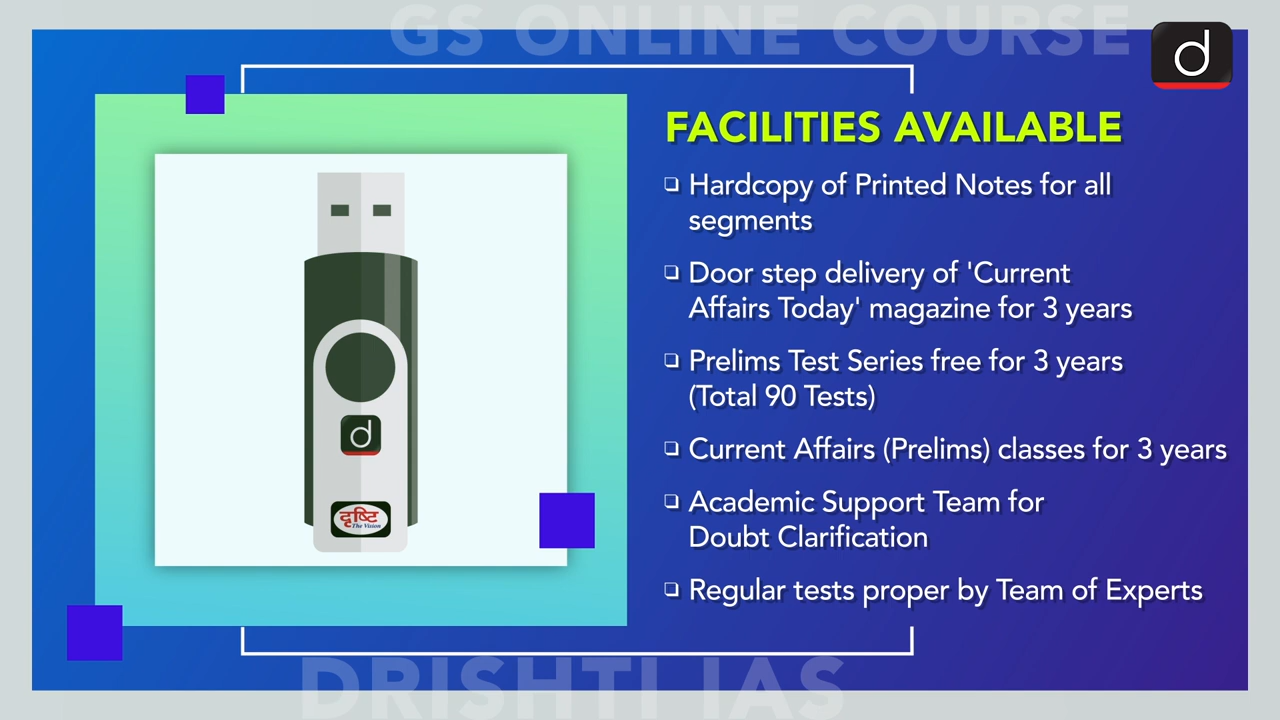 GS ONLINE COURSE
d
FACILITIES AVAILABLE
❑ Hardcopy of Printed Notes for all
segments
❑ Door step delivery of 'Current
Affairs Today' magazine for 3 years
❑ Prelims Test Series free for 3 years
(Total 90 Tests)
❑ Current Affairs (Prelims) classes for 3 years
❑ Academic Support Team for
Doubt Clarification
❑ Regular tests proper by Team of Experts
d
दृष्टि
The Vision
DRISHTI IAS